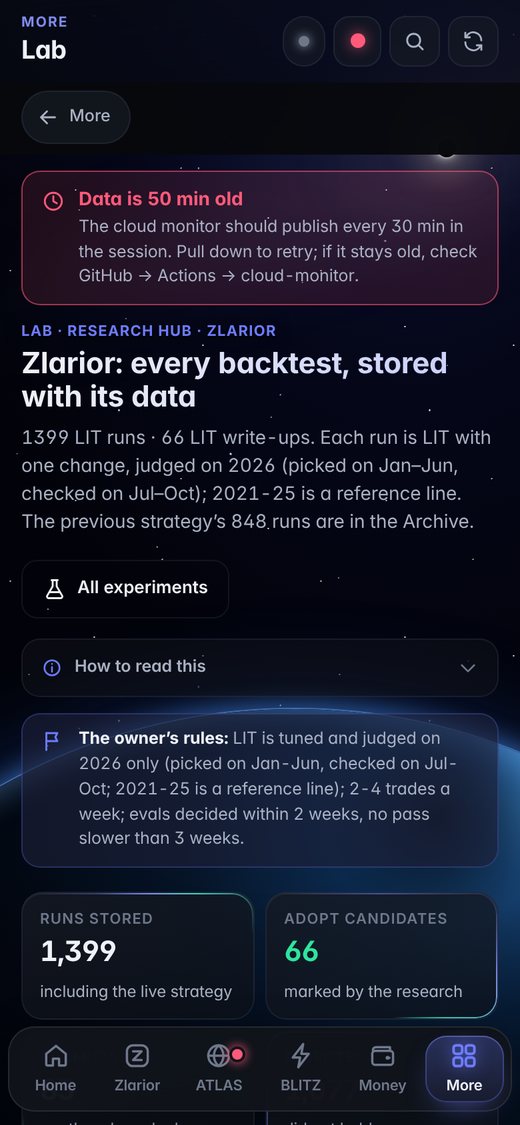 MORE
Lab
More
Data is 50 min old
The cloud monitor should publish every 30 min in
the session. Pull down to retry; if it stays old, check
GitHub → Actions → cloud-monitor.
LAB · RESEARCH HUB · ZLARIOR
Zlarior: every backtest, stored
with its data
1399 LIT runs · 66 LIT write-ups. Each run is LIT with
one change, judged on 2026 (picked on Jan–Jun,
checked on Jul–Oct); 2021-25 is a reference line.
The previous strategy’s 848 runs are in the Archive.
All experiments
How to read this
The owner’s rules: LIT is tuned and judged on
2026 only (picked on Jan-Jun, checked on Jul-
Oct; 2021-25 is a reference line); 2-4 trades a
week; evals decided within 2 weeks, no pass
slower than 3 weeks.
RUNS STORED
1,399
including the live strategy
ADOPT CANDIDATES
66
marked by the research
Home
Zlarior
ATLAS
BLITZ
Money
More